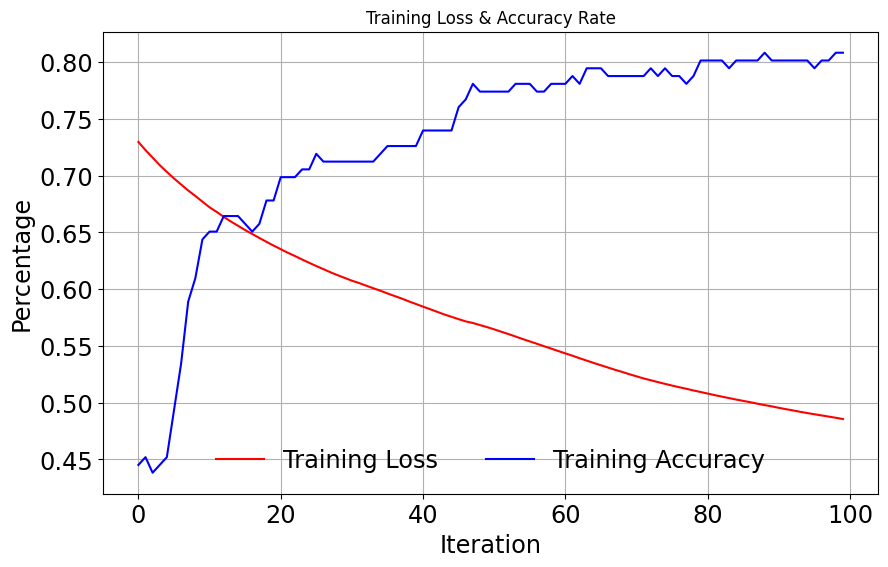 Training Loss & Accuracy Rate
Percentage
0.80
0.75
0.70
0.65
0.60
0.55
0.50
0.45
Training Loss
Training Accuracy
0 20 40 60 80 100
Iteration